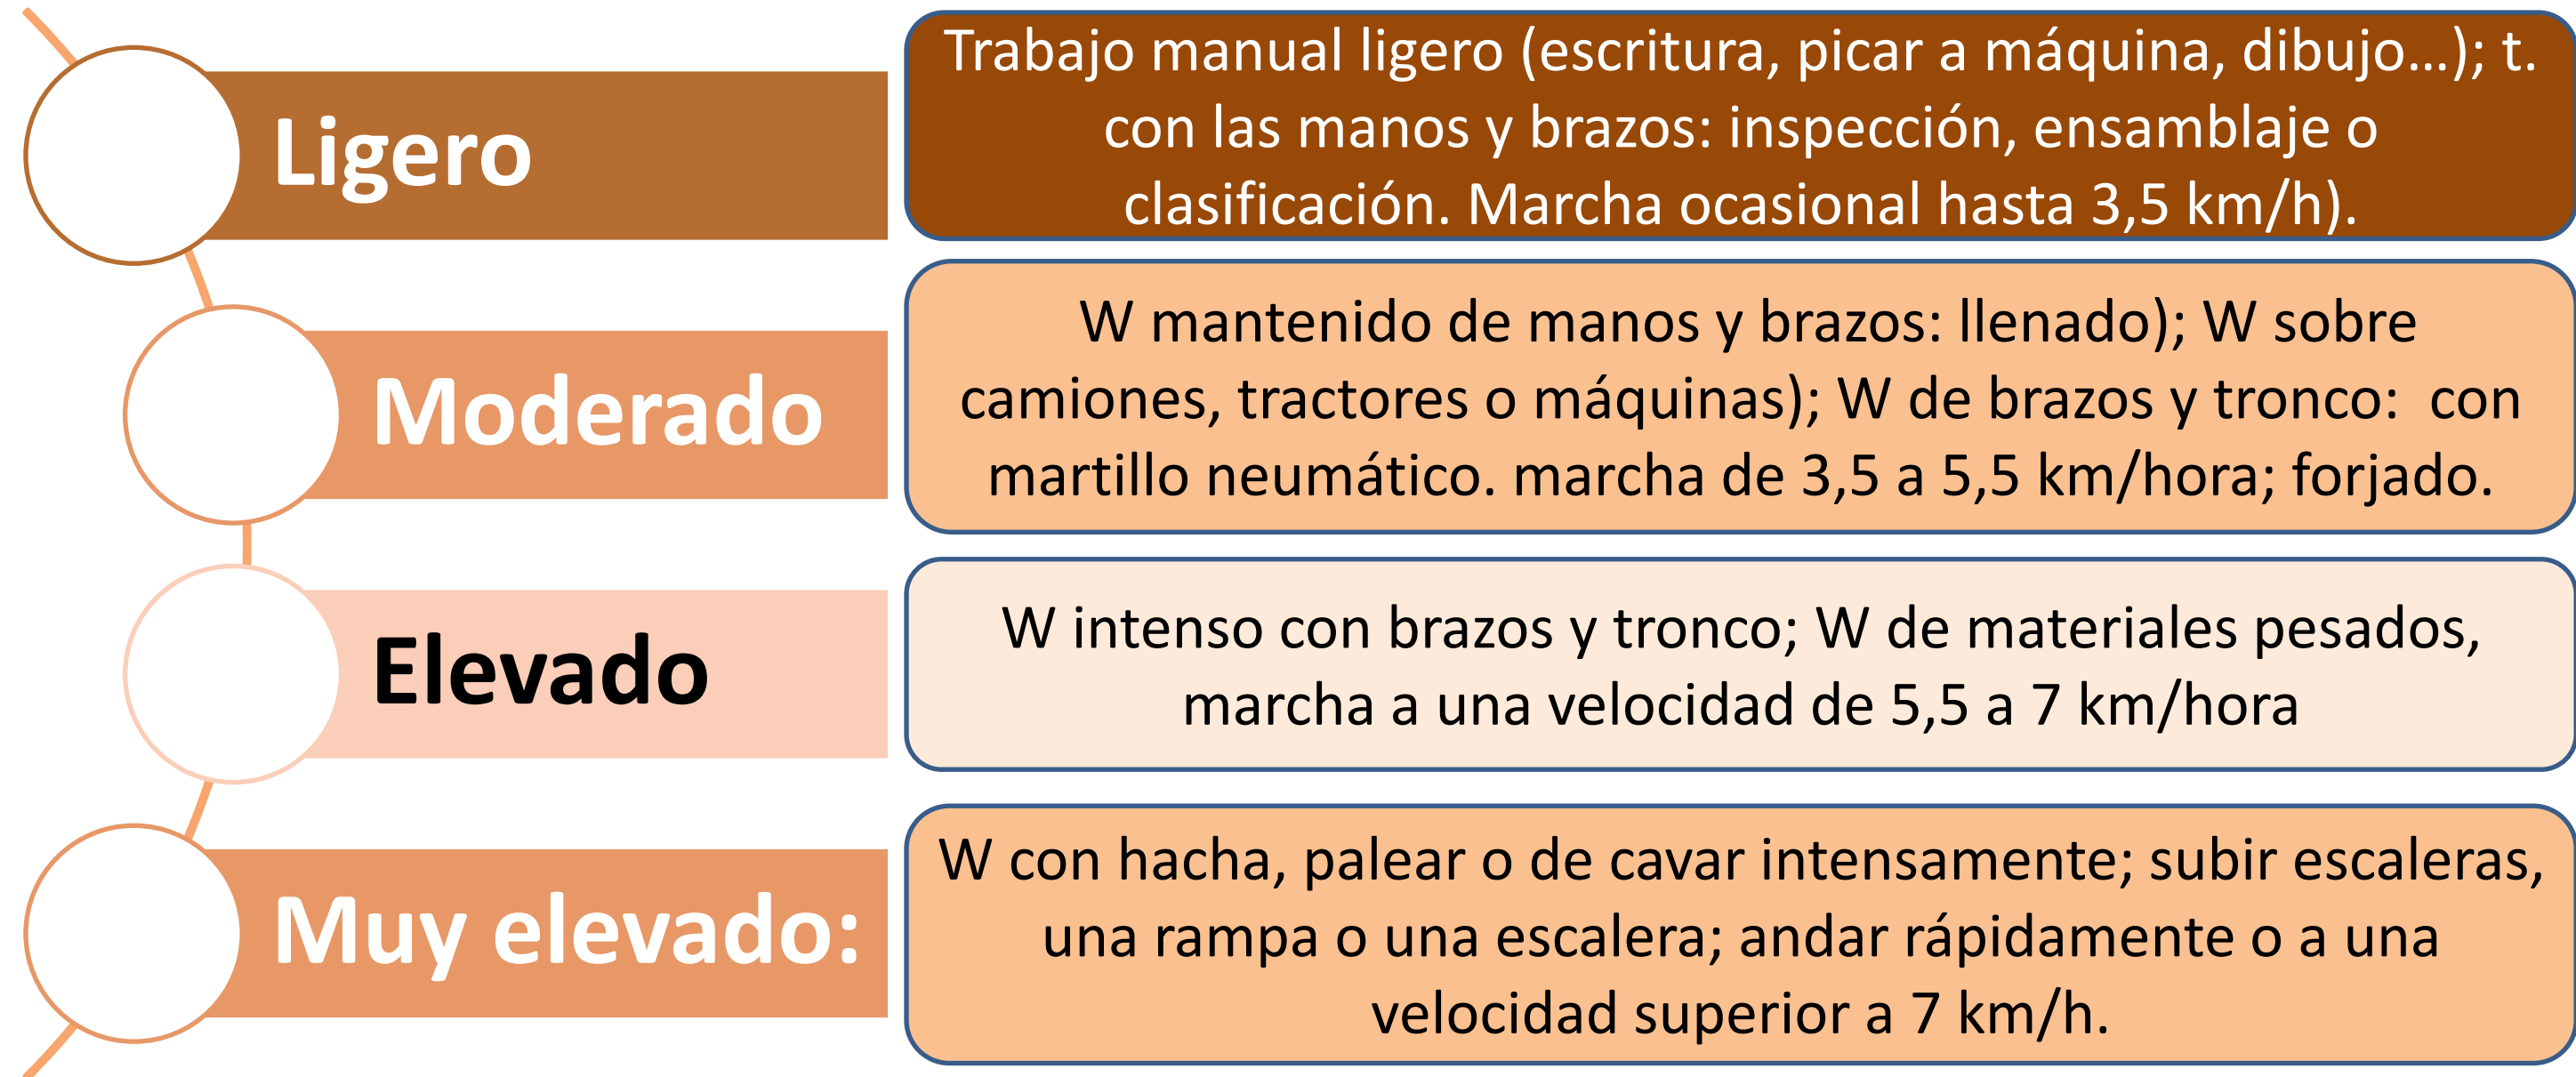 Ligero
Trabajo manual ligero (escritura, picar a máquina, dibujo...); t.
con las manos y brazos: inspección, ensamblaje o
clasificación. Marcha ocasional hasta 3,5 km/h).
Moderado
W mantenido de manos y brazos: llenado); W sobre
camiones, tractores o máquinas); W de brazos y tronco:  con
martillo neumático. marcha de 3,5 a 5,5 km/hora; forjado.
Elevado
W intenso con brazos y tronco; W de materiales pesados,
marcha a una velocidad de 5,5 a 7 km/hora
Muy elevado:
W con hacha, palear o de cavar intensamente; subir escaleras,
una rampa o una escalera; andar rápidamente o a una
velocidad superior a 7 km/h.